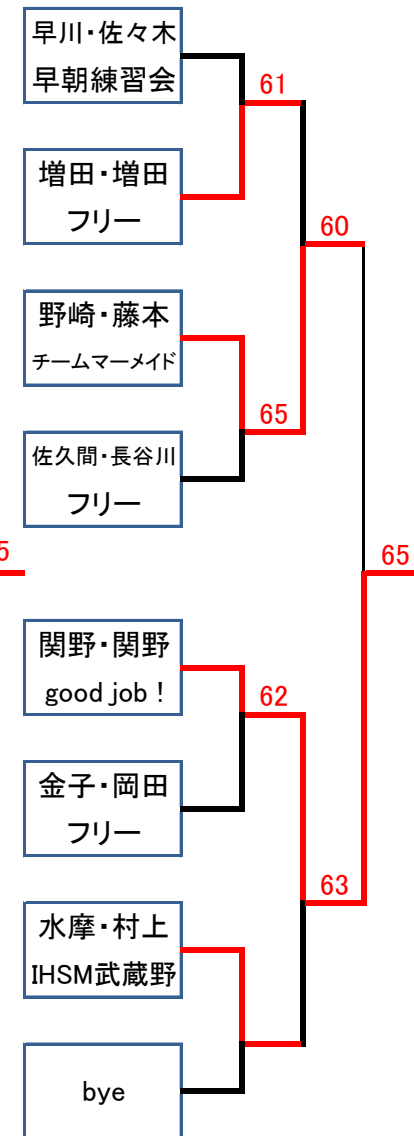 早川・佐々木
早朝練習会
61
増田・増田
フリー
60
野崎・藤本
チームマーメイド
65
佐久間・長谷川
フリー
5
65
関野・関野
good job !
62
金子・岡田
フリー
63
水摩・村上
IHSM武蔵野
bye